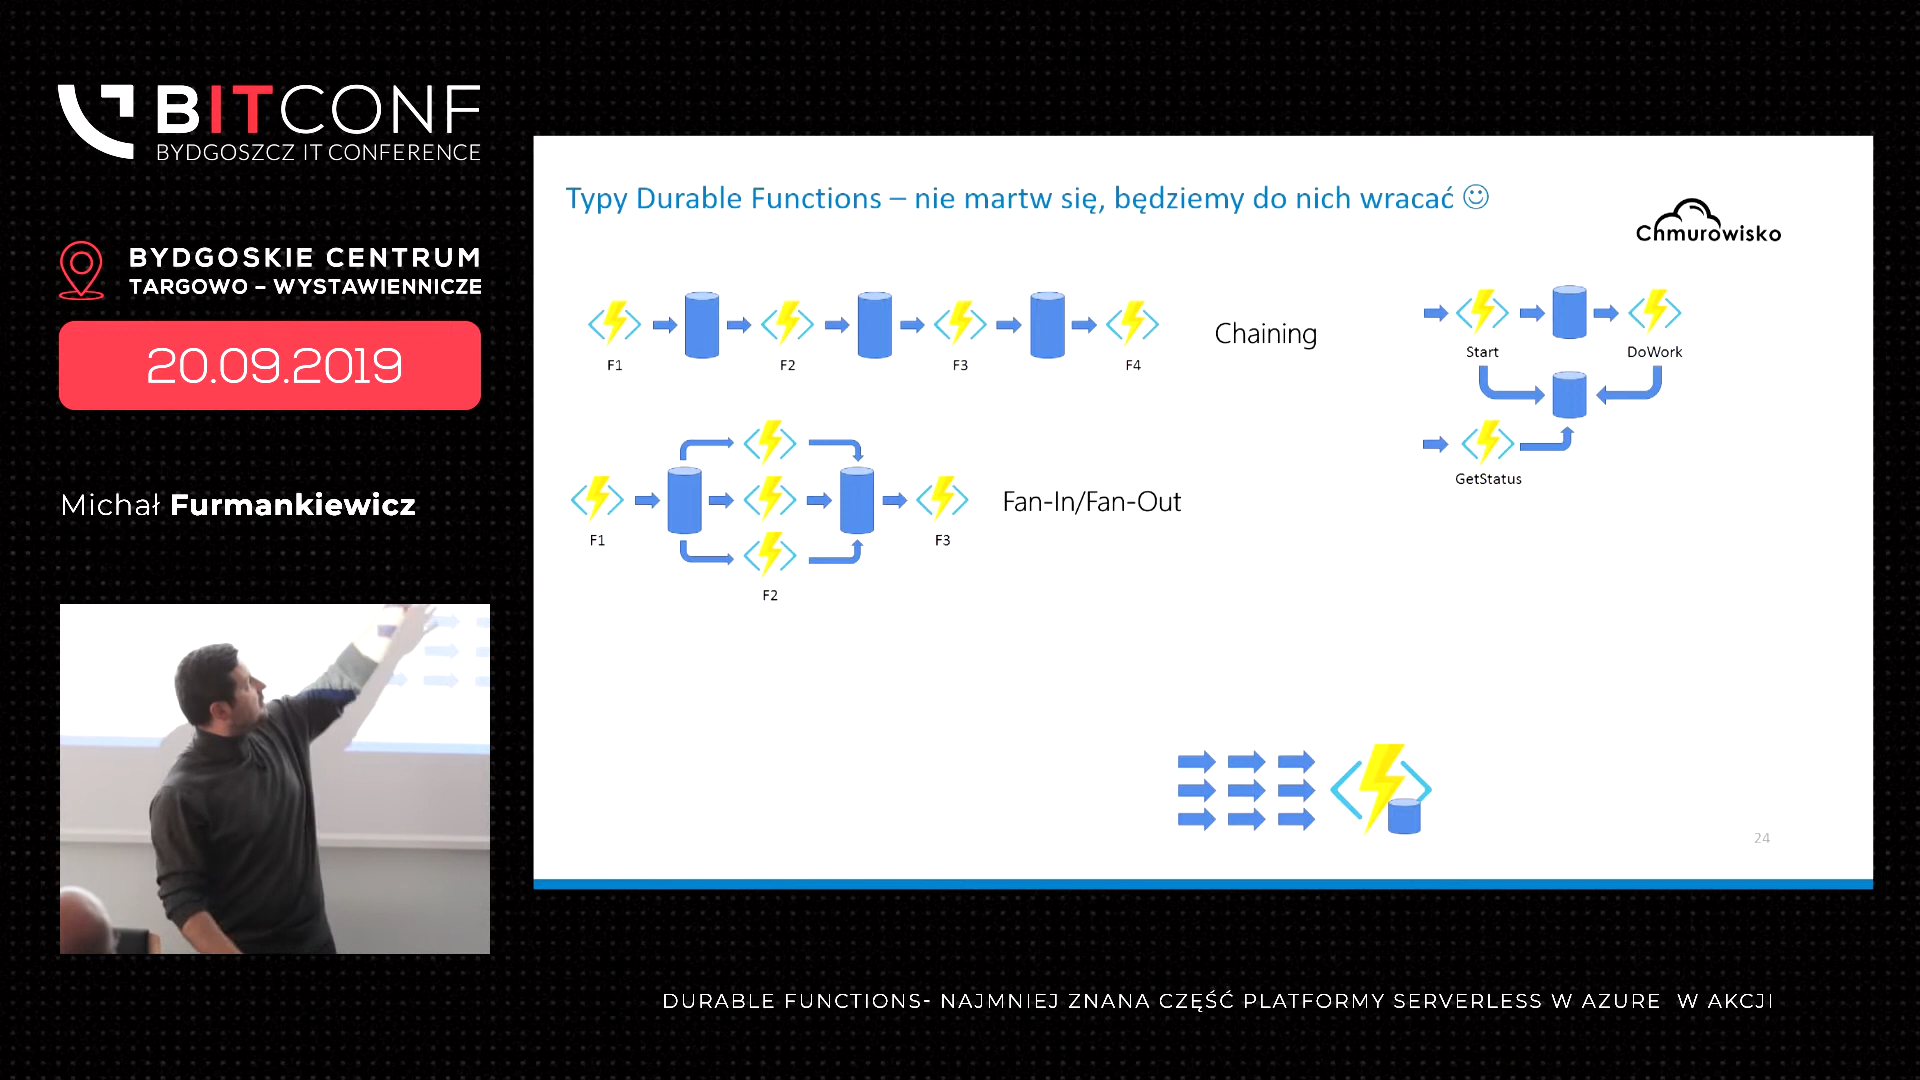 BITCONF
BYDGOSZCZ IT CONFERENCE
BYDGOSKIE CENTRUM
TARGOWO – WYSTAWIENNICZE
20.09.2019
Michał Furmankiewicz
Typy Durable Functions – nie martw się, będziemy do nich wracać ☺
Chmurowisko
F1
F2
F3
F4
Chaining
Start
DoWork
GetStatus
F1
F2
F3
Fan-In/Fan-Out
24
DURABLE FUNCTIONS- NAJMNIEJ ZNANA CZĘŚĆ PLATFORMY SERVERLESS W AZURE W AKCJI